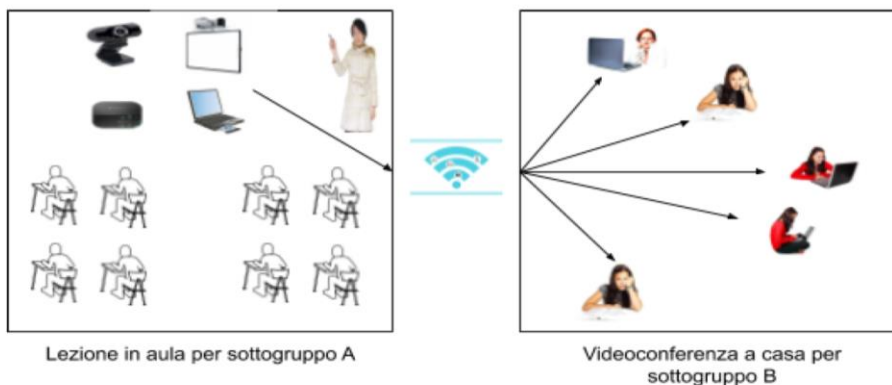 Lezione in aula per sottogruppo A
Videoconferenza a casa per
sottogruppo B